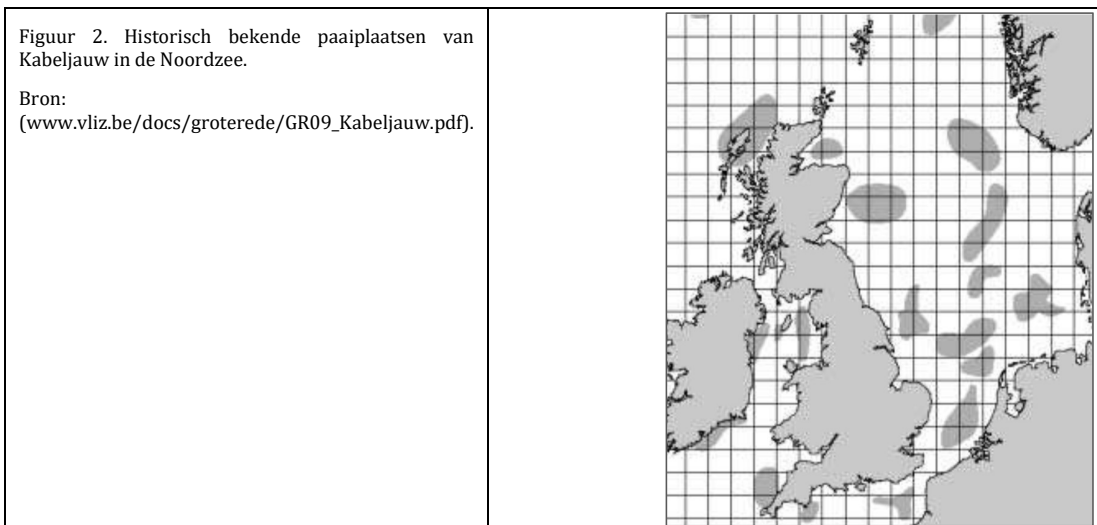 Figuur 2. Historisch bekende paaiplaatsen van
Kabeljauw in de Noordzee.
Bron:
(www.vliz.be/docs/groterede/GR09_Kabeljauw.pdf).